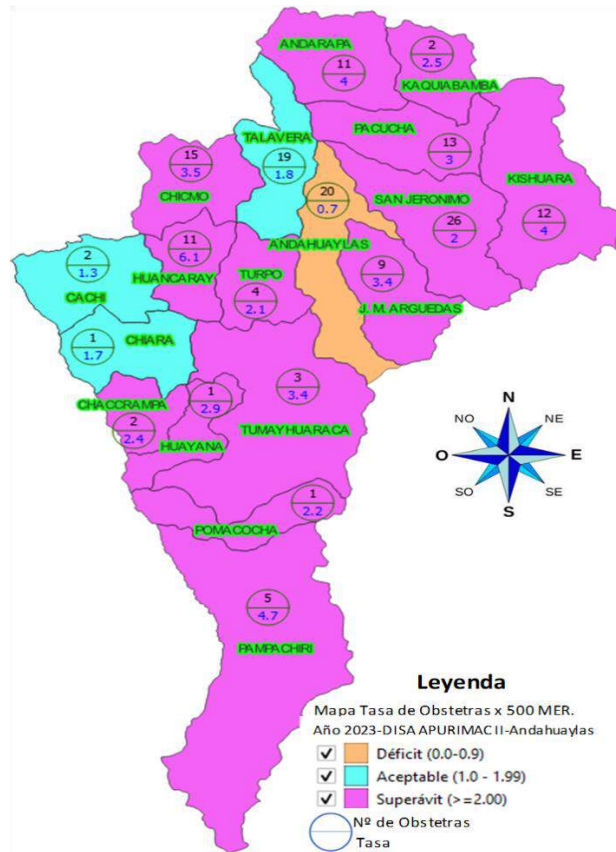 ANDARAPA
11
4
2
2.5
KAQUIABAMBA
PACUCHA
13
3
TALAVERA
19
1.8
15
3.5
CHICMO
20
0.7
ANDAHUAYLAS
SAN JERONIMO
26
2
KISHUARA
12
4
11
6.1
HUANCARAY
TURPO
4
2.1
9
3.4
J. M. ARGUEDAS
2
1.3
CACHI
1
1.7
CHIARA
CHACCRAMPA
2
2.4
1
2.9
HUAYANA
3
3.4
TUMAYHUARACA
1
2.2
POMACOCHA
5
4.7
PAMPACHIRI
N
NO
NE
O
E
SO
SE
S
Leyenda
Mapa Tasa de Obstetras x 500 MER.
Año 2023-DISA APURIMAC II-Andahuaylas
Déficit (0.0-0.9)
Aceptable (1.0 - 1.99)
Superávit (>=2.00)
Nº de Obstetras
Tasa